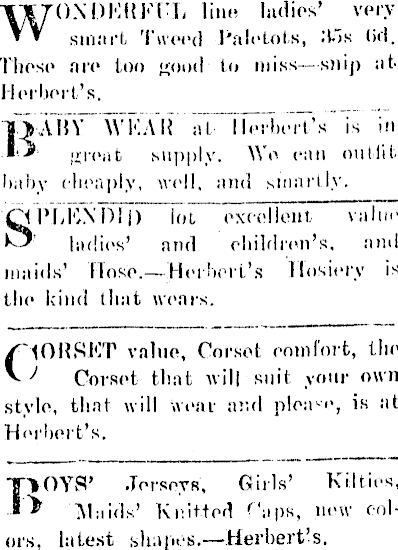 WONDERFUL line ladies' very
smart Tweed Paletots, 35s 6d.
These are too good to miss—snip at
Herbert's.
BABY WEAR at Herbert's is in
great supply. We can outfit
baby cheaply, well, and smartly.
SPLENDID lot excellent value
ladies' and children's, and
maids' Hose.—Herbert's Hosiery is
the kind that wears.
CORSET value, Corset comfort, the
Corset that will suit your own
style, that will wear and please, is at
Herbert's.
BOYS' Jerseys, Girls' Kilties,
Maids' Knitted Caps, new col-
ors, latest shapes.—Herbert's.